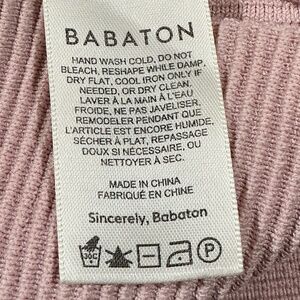 BABATON
HAND WASH COLD, DO NOT
BLEACH, RESHAPE WHILE DAMP,
DRY FLAT, COOL IRON ONLY IF
NEEDED, OR DRY CLEAN.
LAVER À LA MAIN À L'EAU
FROIDE, NE PAS JAVELISER,
REMODELER PENDANT QUE
L'ARTICLE EST ENCORE HUMIDE,
SÉCHER À PLAT, REPASSAGE
DOUX SI NÉCESSAIRE, OU
NETTOYER À SEC.
MADE IN CHINA
FABRIQUÉ EN CHINE
Sincerely, Babaton
30C P